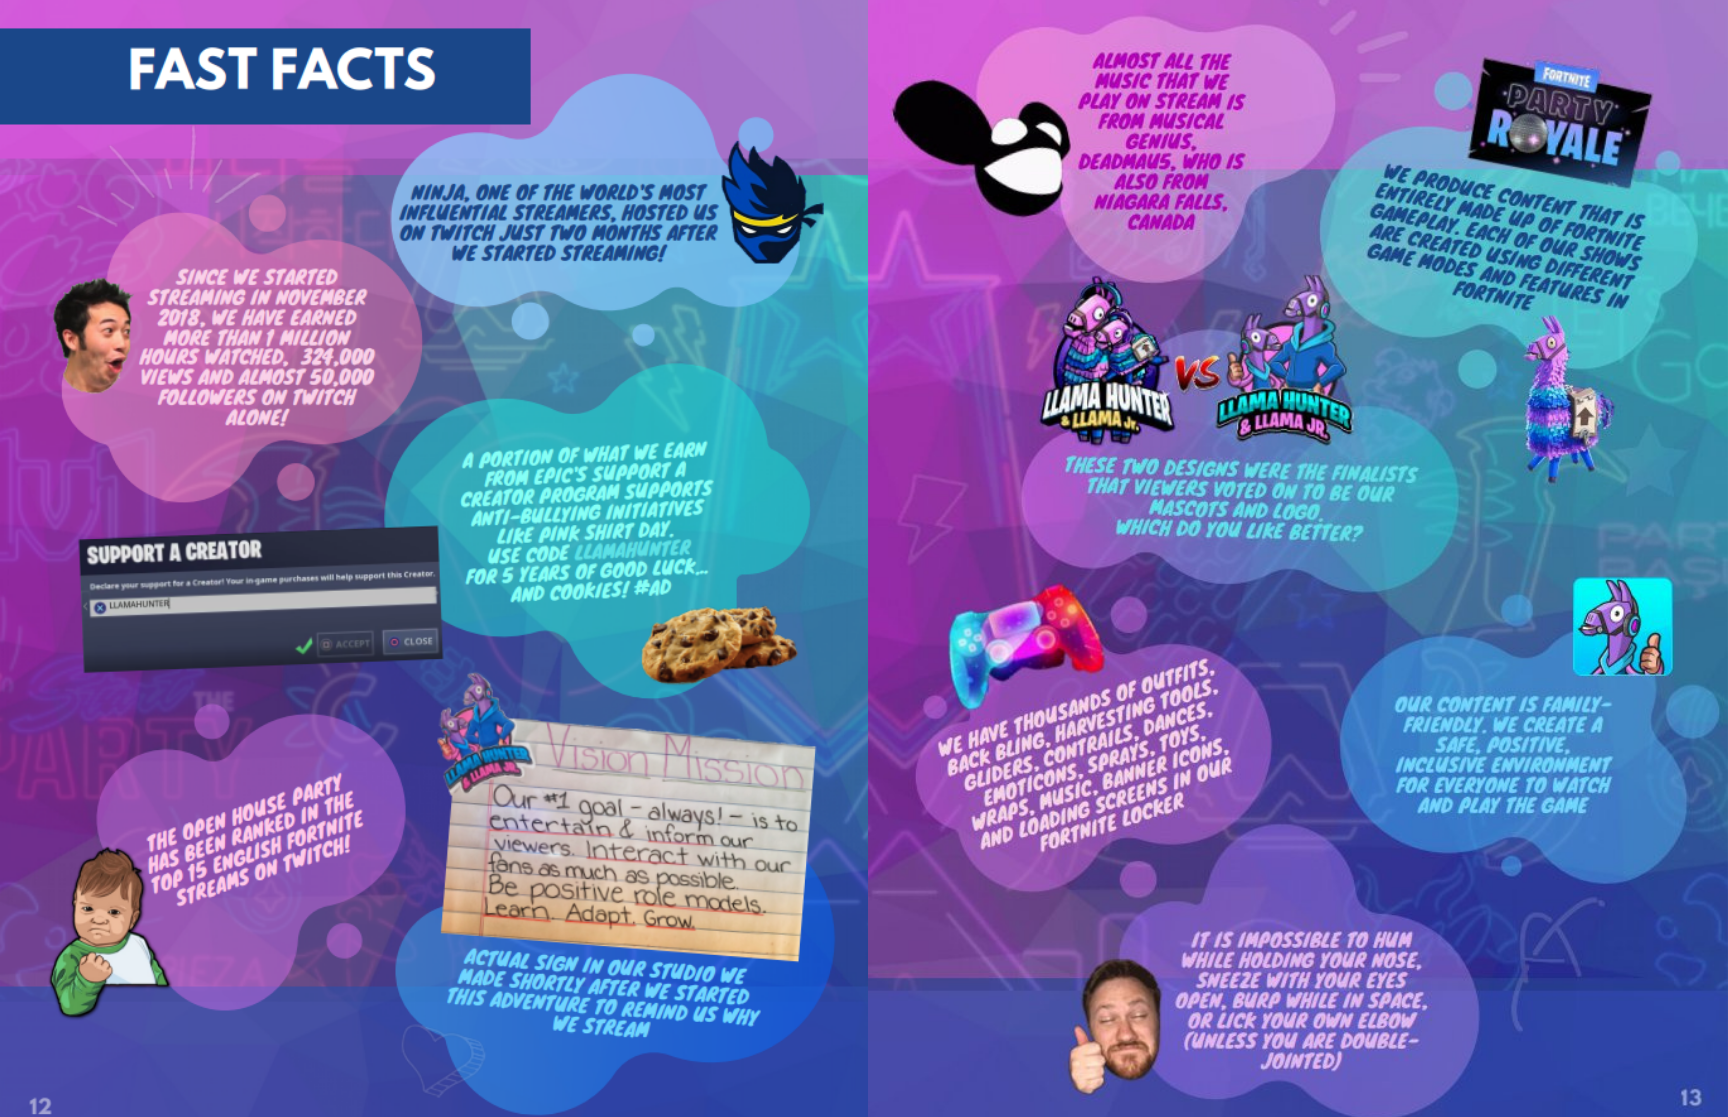 FAST FACTS
NINJA, ONE OF THE WORLD'S MOST
INFLUENTIAL STREAMERS, HOSTED US
ON TWITCH JUST TWO MONTHS AFTER
WE STARTED STREAMING!
SINCE WE STARTED
STREAMING IN NOVEMBER
2018, WE HAVE EARNED
MORE THAN 1 MILLION
HOURS WATCHED, 324,000
VIEWS AND ALMOST 50,000
FOLLOWERS ON TWITCH
ALONE!
A PORTION OF WHAT WE EARN
FROM EPIC'S SUPPORT A
CREATOR PROGRAM SUPPORTS
ANTI-BULLYING INITIATIVES
LIKE PINK SHIRT DAY.
USE CODE LLAMAHUNTER
FOR 5 YEARS OF GOOD LUCK...
AND COOKIES! #AD
SUPPORT A CREATOR
Declare your support for a Creator! Your in-game purchases will help support this Creator.
LLAMAHUNTER
ACCEPT
CLOSE
THE OPEN HOUSE PARTY
HAS BEEN RANKED IN THE
TOP 15 ENGLISH FORTNITE
STREAMS ON TWITCH!
LLAMA HUNTER
& LLAMA JR.
Vision Mission
Our #1 goal - always! - is to
entertain & inform our
viewers. Interact with our
fans as much as possible.
Be positive role models.
Learn. Adapt. Grow.
ACTUAL SIGN IN OUR STUDIO WE
MADE SHORTLY AFTER WE STARTED
THIS ADVENTURE TO REMIND US WHY
WE STREAM
12
ALMOST ALL THE
MUSIC THAT WE
PLAY ON STREAM IS
FROM MUSICAL
GENIUS,
DEADMAU5, WHO IS
ALSO FROM
NIAGARA FALLS,
CANADA
FORTNITE
PARTY
ROYALE
WE PRODUCE CONTENT THAT IS
ENTIRELY MADE UP OF FORTNITE
GAMEPLAY. EACH OF OUR SHOWS
ARE CREATED USING DIFFERENT
GAME MODES AND FEATURES IN
FORTNITE
LLAMA HUNTER
& LLAMA Jr.
VS
LLAMA HUNTER
& LLAMA JR.
THESE TWO DESIGNS WERE THE FINALISTS
THAT VIEWERS VOTED ON TO BE OUR
MASCOTS AND LOGO.
WHICH DO YOU LIKE BETTER?
WE HAVE THOUSANDS OF OUTFITS,
BACK BLING, HARVESTING TOOLS,
GLIDERS, CONTRAILS, DANCES,
EMOTICONS, SPRAYS, TOYS,
WRAPS, MUSIC, BANNER ICONS,
AND LOADING SCREENS IN OUR
FORTNITE LOCKER
OUR CONTENT IS FAMILY-
FRIENDLY. WE CREATE A
SAFE, POSITIVE,
INCLUSIVE ENVIRONMENT
FOR EVERYONE TO WATCH
AND PLAY THE GAME
IT IS IMPOSSIBLE TO HUM
WHILE HOLDING YOUR NOSE,
SNEEZE WITH YOUR EYES
OPEN, BURP WHILE IN SPACE,
OR LICK YOUR OWN ELBOW
(UNLESS YOU ARE DOUBLE-
JOINTED)
13